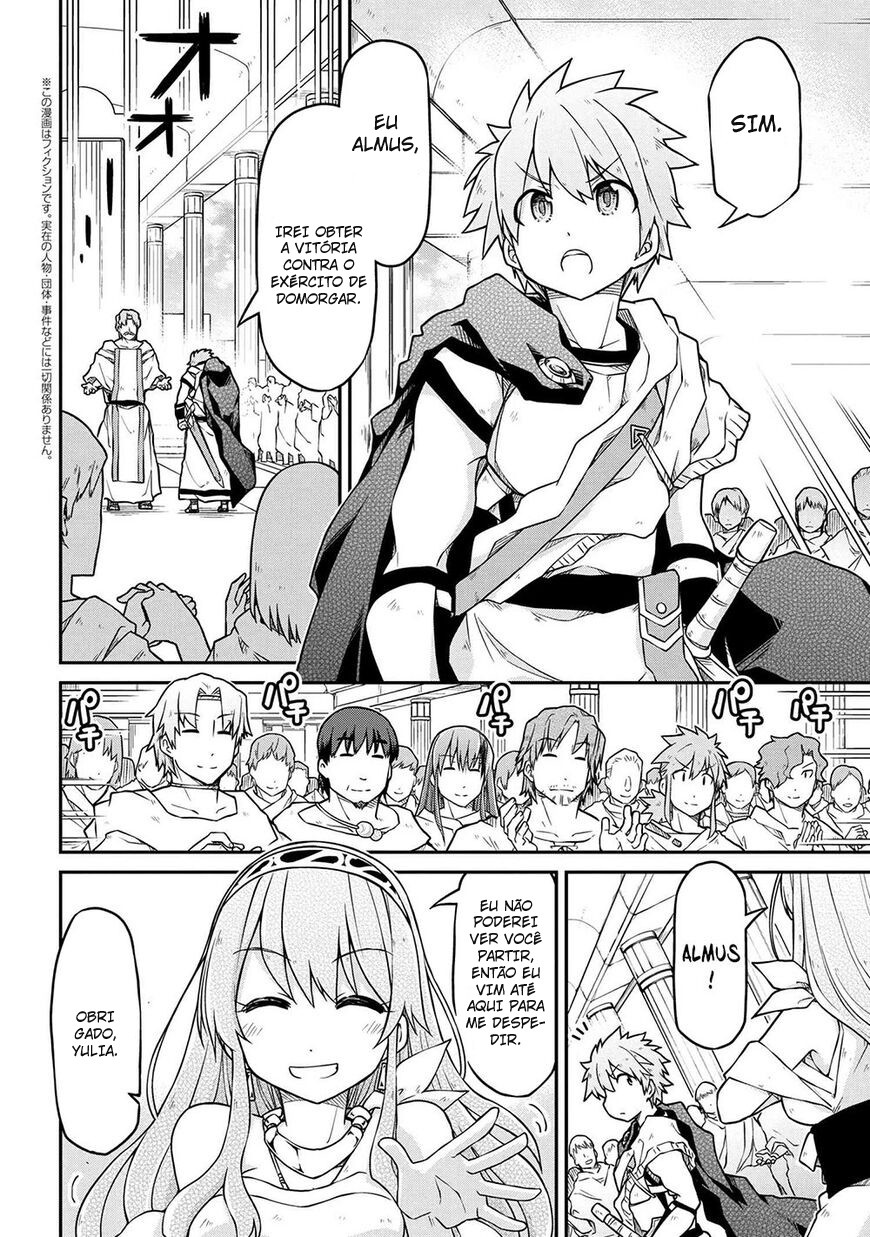 SIM.
EU
ALMUS,
IREI OBTER
A VITÓRIA
CONTRA O
EXÉRCITO DE
DOMORGAR.
オオ
※この漫画はフィクションです。実在の人物・団体・事件などには一切関係ありません。
パチ
パチ
パチ
パチ
パチ
ALMUS
!
EU NÃO
PODEREI
VER VOCÊ
PARTIR,
ENTÃO EU
VIM ATÉ
AQUI PARA
ME DESPE-
DIR.
OBRI
GADO,
YULIA.